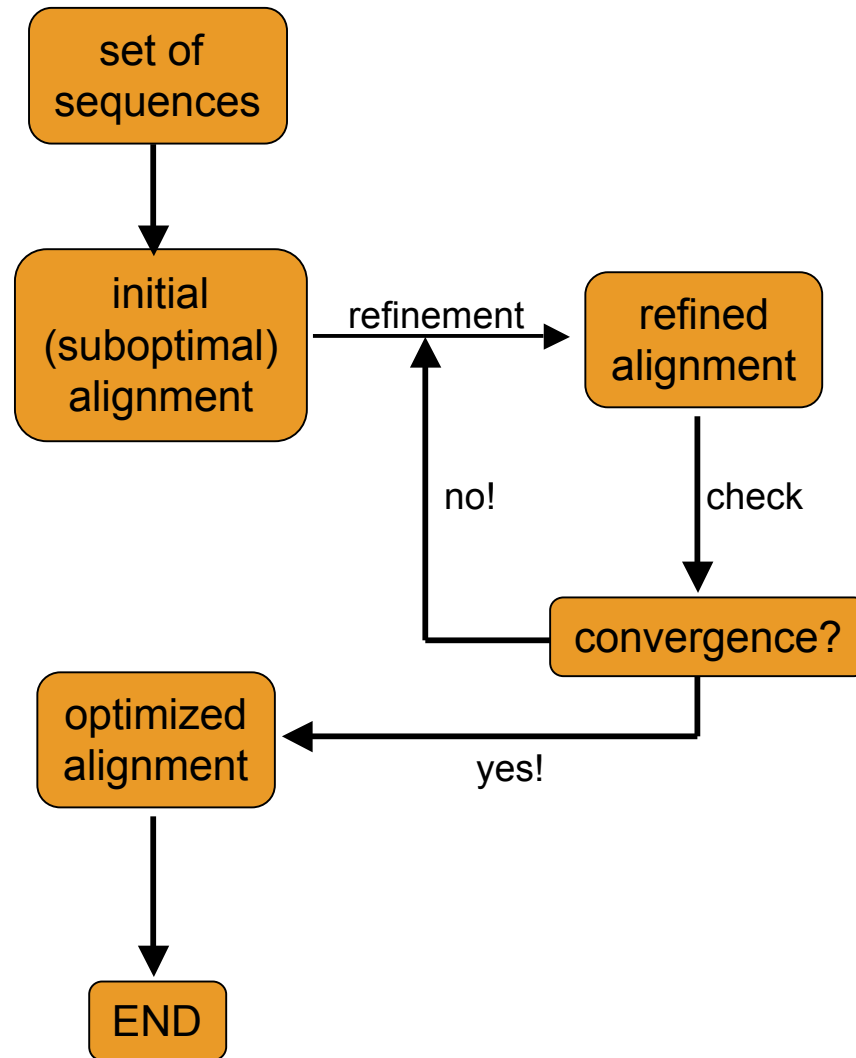 set of
sequences
initial
(suboptimal)
alignment
refinement
refined
alignment
no!
check
convergence?
optimized
alignment
yes!
END